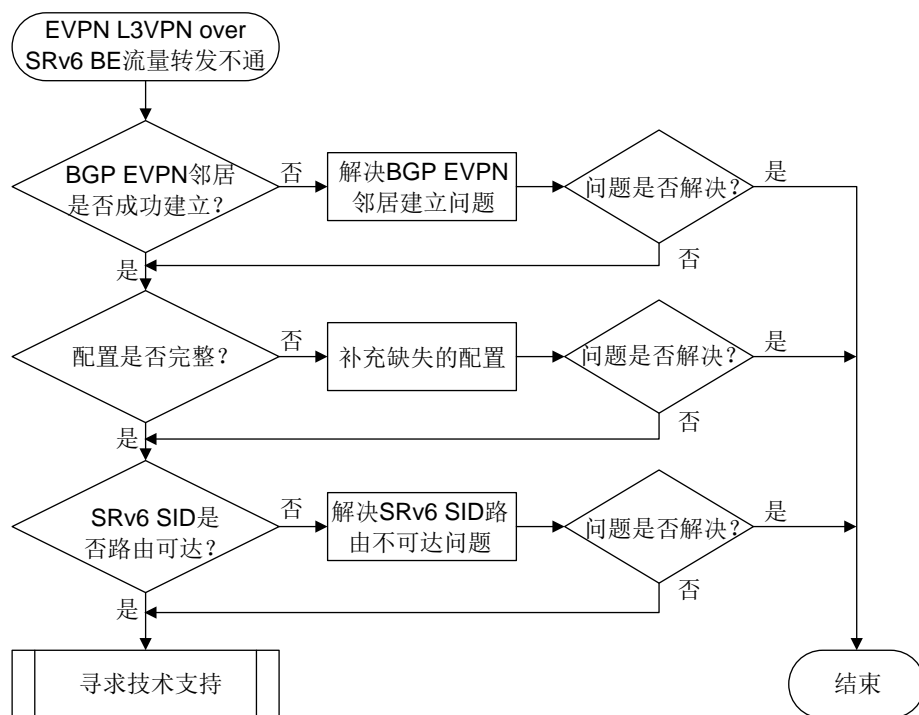 EVPN L3VPN over
SRv6 BE流量转发不通
BGP EVPN邻居
是否成功建立？
否
解决BGP EVPN
邻居建立问题
问题是否解决？
是
否
是
配置是否完整？
否
补充缺失的配置
问题是否解决？
是
否
是
SRv6 SID是
否路由可达？
否
解决SRv6 SID路
由不可达问题
问题是否解决？
是
否
是
寻求技术支持
结束